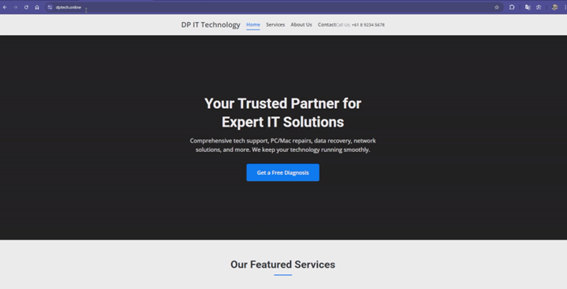 dptech.online
DP IT Technology Home Services About Us Contact Call Us: +61 8 9234 5678
Your Trusted Partner for
Expert IT Solutions
Comprehensive tech support, PC/Mac repairs, data recovery, network
solutions, and more. We keep your technology running smoothly.
Get a Free Diagnosis
Our Featured Services